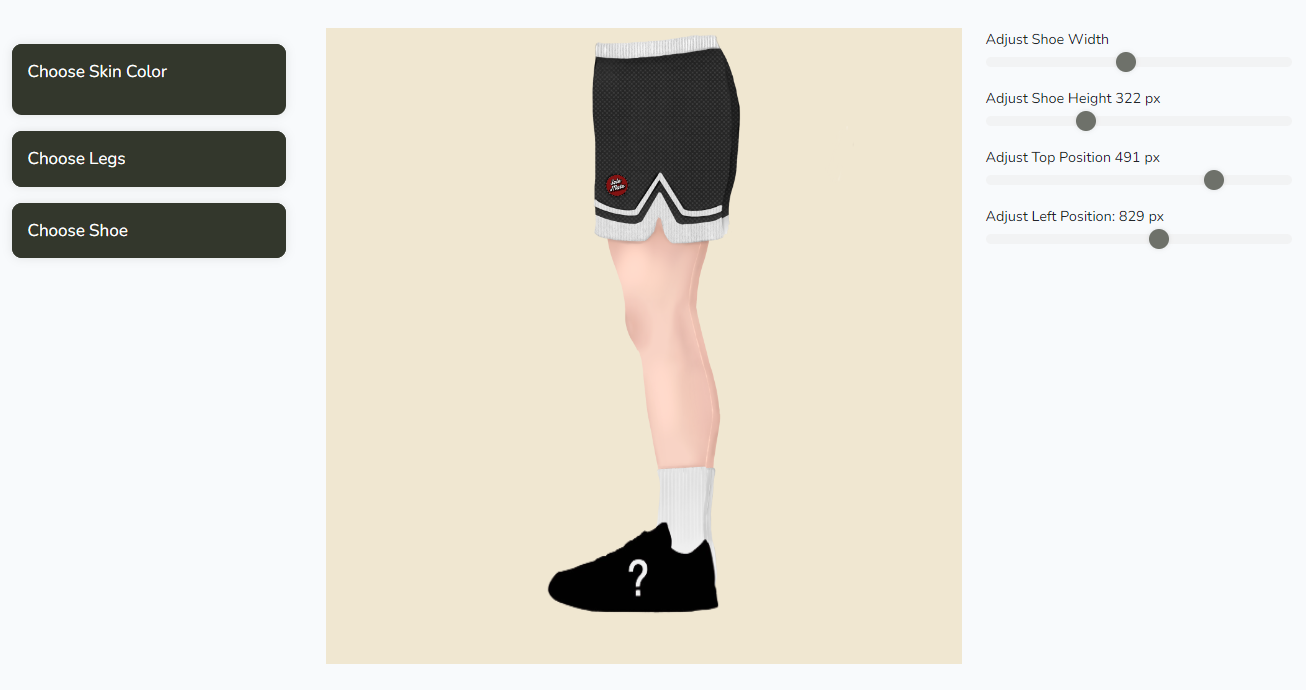 Choose Skin Color
Choose Legs
Choose Shoe
?
Adjust Shoe Width
Adjust Shoe Height 322 px
Adjust Top Position 491 px
Adjust Left Position: 829 px